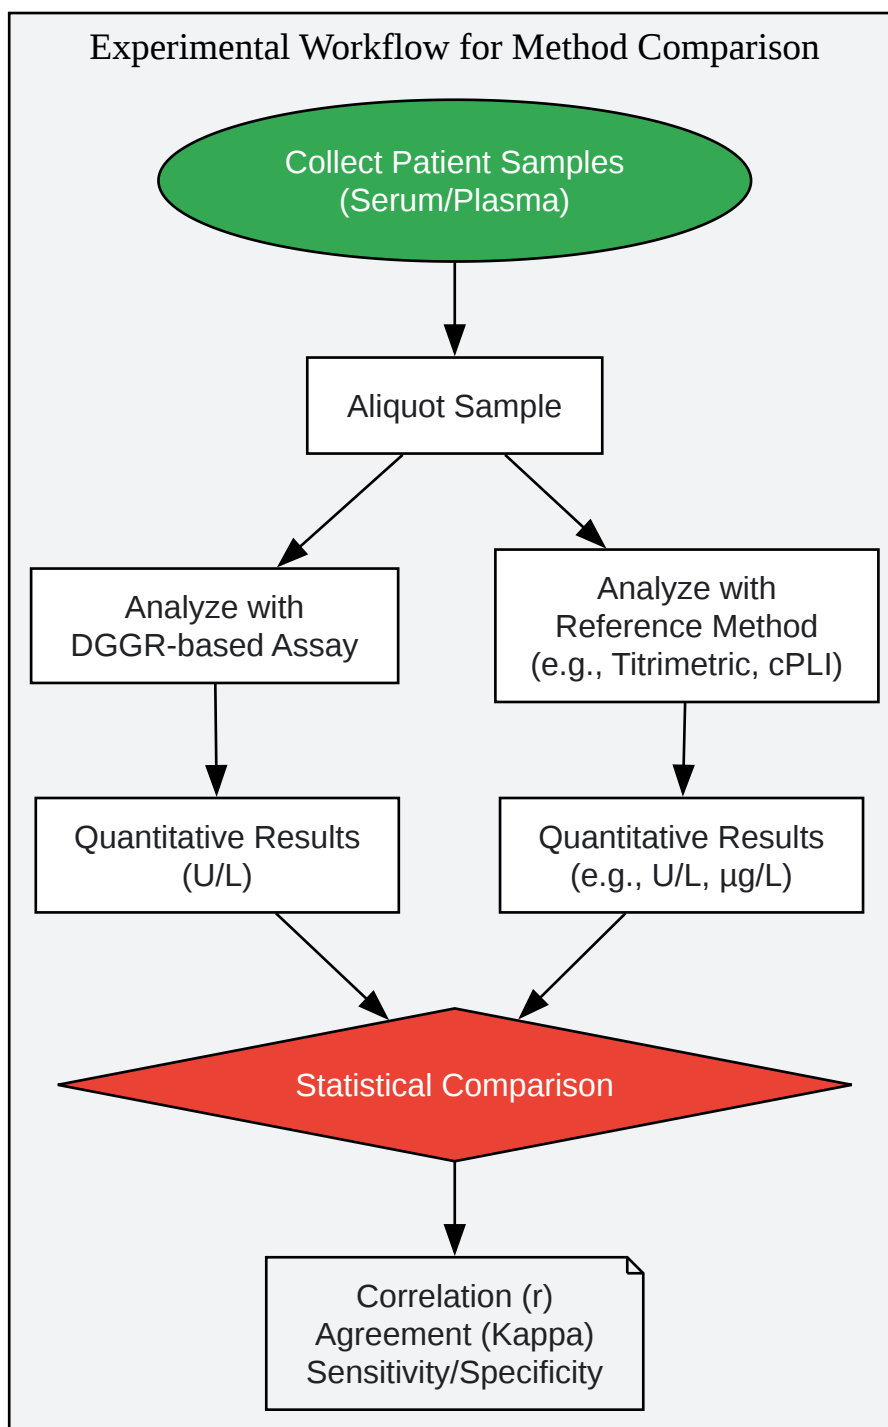 Experimental Workflow for Method Comparison
Collect Patient Samples
(Serum/Plasma)
Aliquot Sample
Analyze with
DGGR-based Assay
Analyze with
Reference Method
(e.g., Titrimetric, cPLI)
Quantitative Results
(U/L)
Quantitative Results
(e.g., U/L, µg/L)
Statistical Comparison
Correlation (r)
Agreement (Kappa)
Sensitivity/Specificity